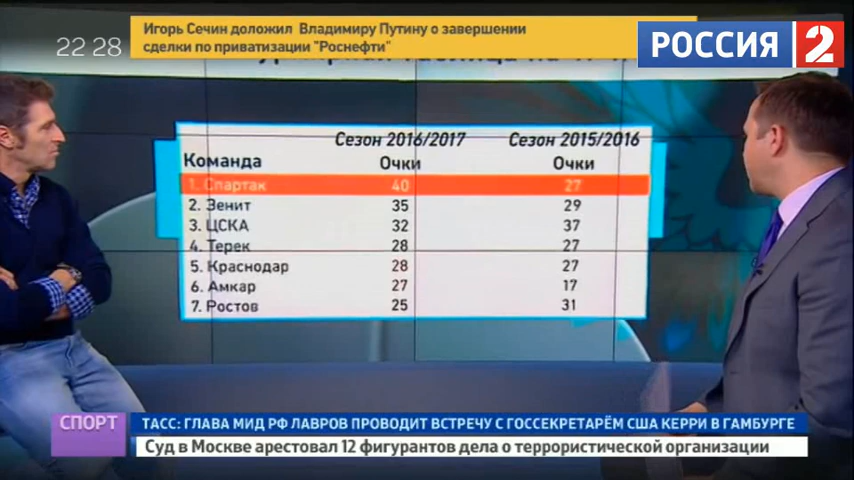 Игорь Сечин доложил Владимиру Путину о завершении
сделки по приватизации "Роснефти"
22 28
РОССИЯ 2
Сезон 2016/2017 Сезон 2015/2016
Команда Очки Очки
1. Спартак 40 27
2. Зенит 35 29
3. ЦСКА 32 37
4. Терек 28 27
5. Краснодар 28 27
6. Амкар 27 17
7. Ростов 25 31
СПОРТ
ТАСС: ГЛАВА МИД РФ ЛАВРОВ ПРОВОДИТ ВСТРЕЧУ С ГОССЕКРЕТАРЁМ США КЕРРИ В ГАМБУРГЕ
Суд в Москве арестовал 12 фигурантов дела о террористической организации